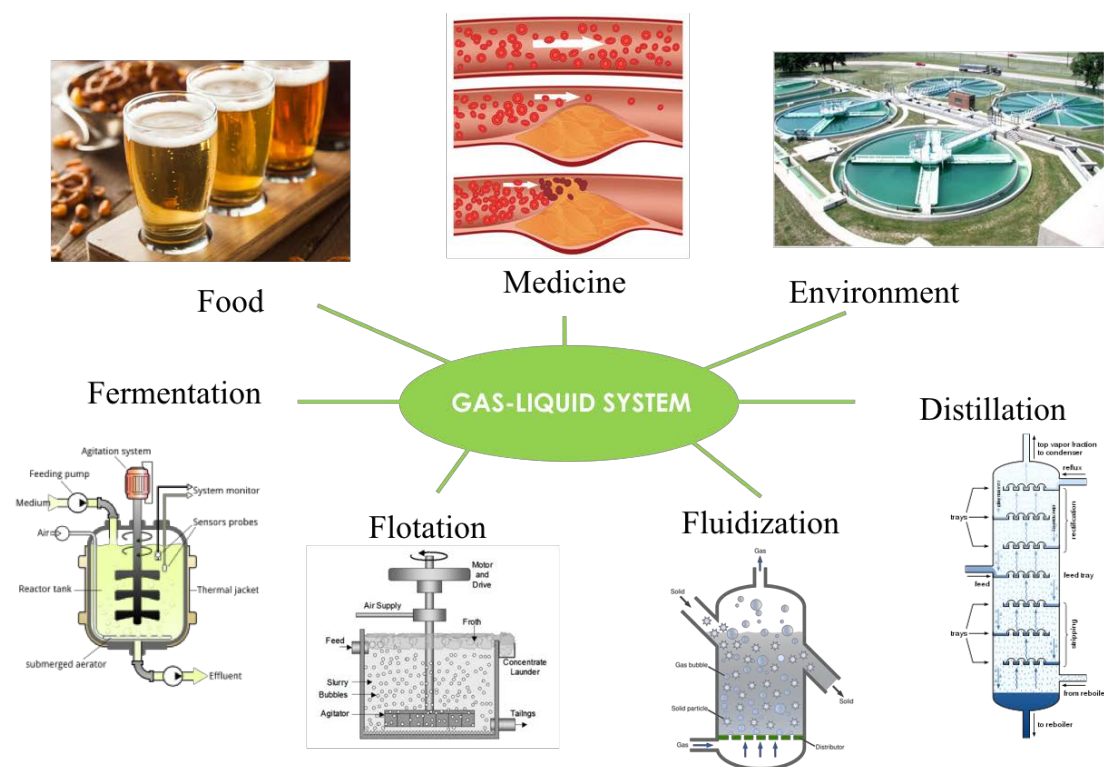 Food
Medicine
Environment
GAS-LIQUID SYSTEM
Fermentation
Agitation system
Feeding pump
System monitor
Medium
Sensors probes
Air
Reactor tank
Thermal jacket
submerged aerator
Effluent
Flotation
Motor
and
Drive
Air Supply
Froth
Feed
Concentrate
Launder
Slurry
Bubbles
Agitator
Tailngs
Fluidization
Gas
Solid
Gas bubble
Solid particle
Solid
Gas
Distributor
Distillation
top vapor fraction
to condenser
reflux
downcomer
trays
rectification
feed
feed tray
trays
stripping
from reboiler
to reboiler